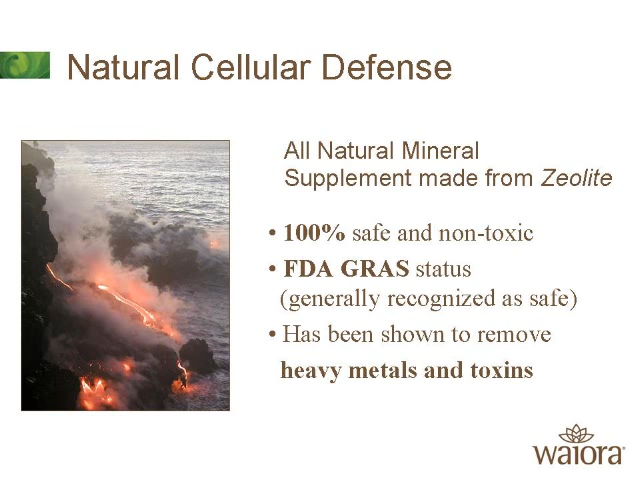 Natural Cellular Defense
All Natural Mineral
Supplement made from Zeolite
• 100% safe and non-toxic
• FDA GRAS status
(generally recognized as safe)
• Has been shown to remove
heavy metals and toxins
waiora